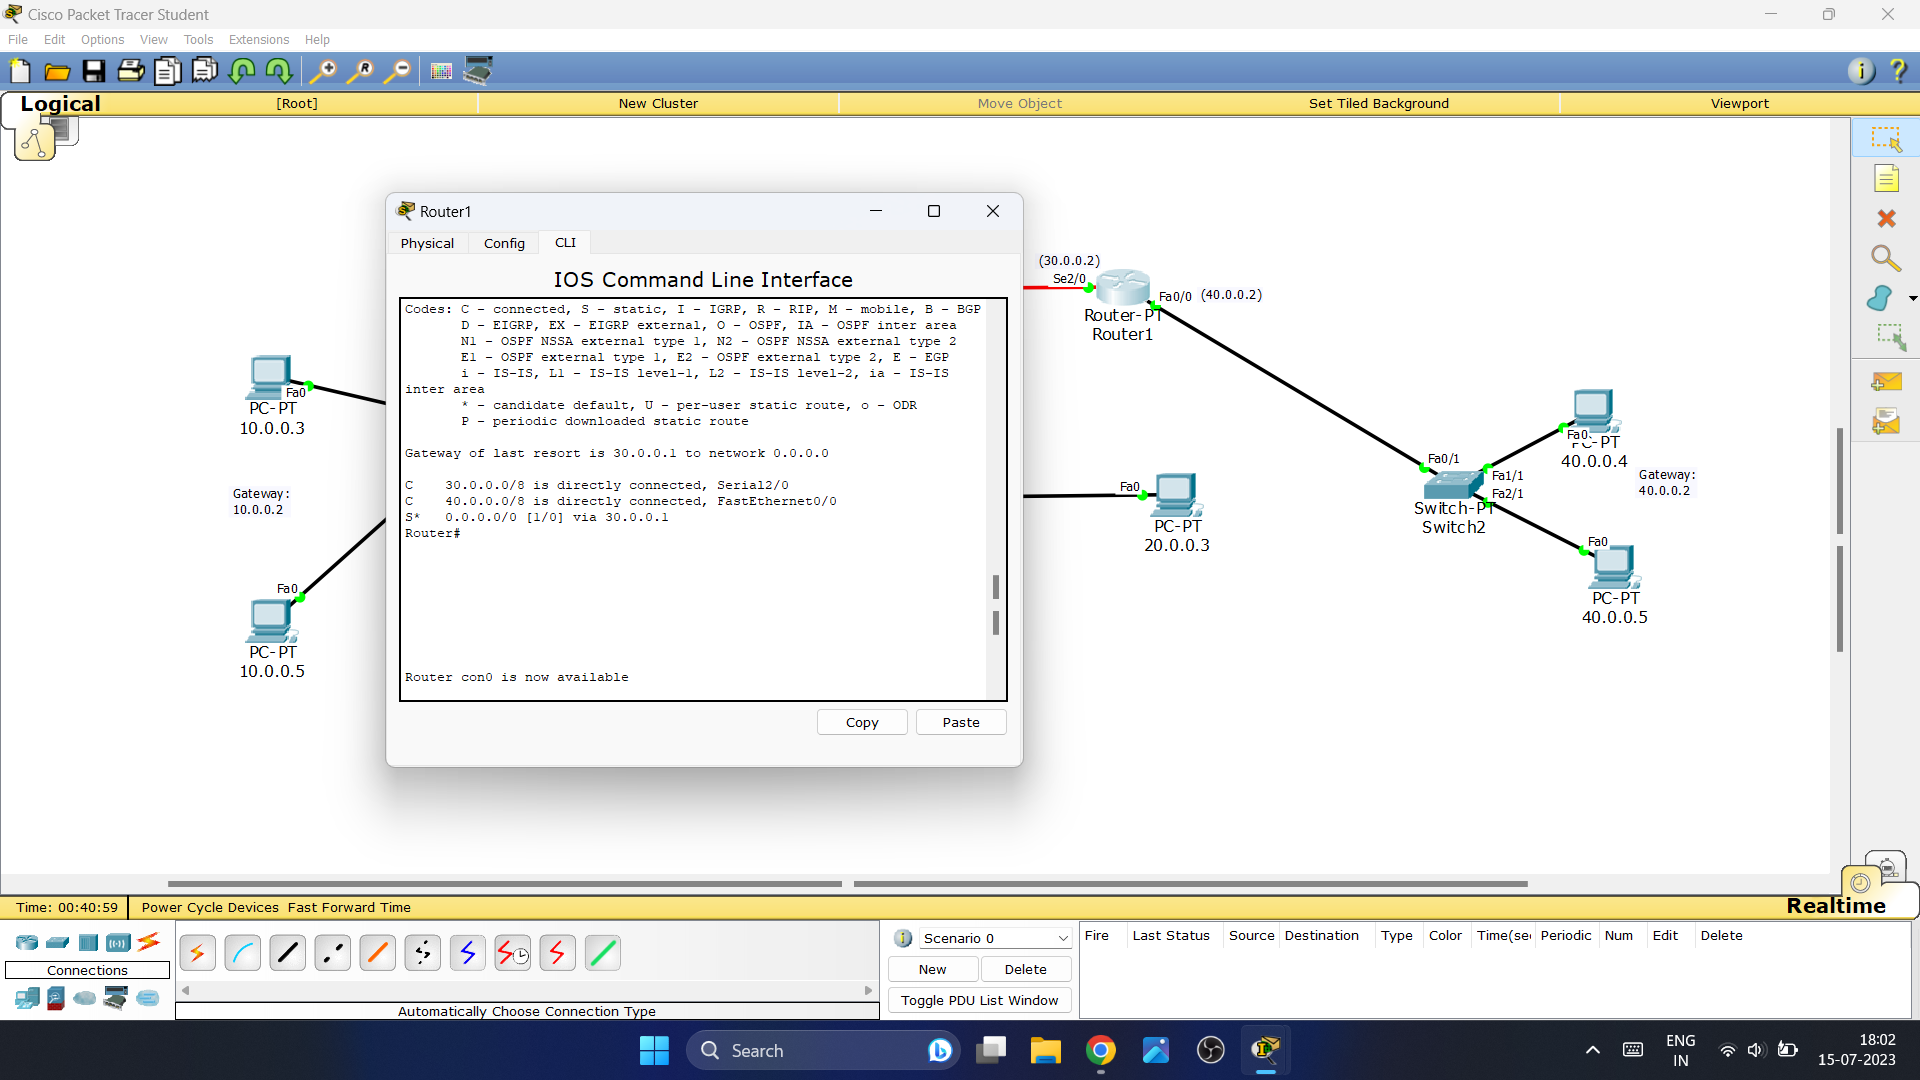 Cisco Packet Tracer Student
File Edit Options View Tools Extensions Help
Logical [Root] New Cluster Move Object Set Tiled Background Viewport
Router1
Physical Config CLI
IOS Command Line Interface
Codes: C - connected, S - static, I - IGRP, R - RIP, M - mobile, B - BGP
D - EIGRP, EX - EIGRP external, O - OSPF, IA - OSPF inter area
N1 - OSPF NSSA external type 1, N2 - OSPF NSSA external type 2
E1 - OSPF external type 1, E2 - OSPF external type 2, E - EGP
i - IS-IS, L1 - IS-IS level-1, L2 - IS-IS level-2, ia - IS-IS
inter area
* - candidate default, U - per-user static route, o - ODR
P - periodic downloaded static route
Gateway of last resort is 30.0.0.1 to network 0.0.0.0
C 30.0.0.0/8 is directly connected, Serial2/0
C 40.0.0.0/8 is directly connected, FastEthernet0/0
S* 0.0.0.0/0 [1/0] via 30.0.0.1
Router#
Router con0 is now available
Copy Paste
Fa0
PC-PT
10.0.0.3
Gateway:
10.0.0.2
Fa0
PC-PT
10.0.0.5
(30.0.0.2)
Se2/0
Fa0/0 (40.0.0.2)
Router-PT
Router1
Fa0
PC-PT
20.0.0.3
Fa0/1
Fa1/1
Fa2/1
Switch-PT
Switch2
Fa0
PC-PT
40.0.0.4
Gateway:
40.0.0.2
Fa0
PC-PT
40.0.0.5
Time: 00:40:59 Power Cycle Devices Fast Forward Time
Realtime
Connections
Automatically Choose Connection Type
Scenario 0
New Delete
Toggle PDU List Window
Fire Last Status Source Destination Type Color Time(sec Periodic Num Edit Delete
Search
ENG
IN
18:02
15-07-2023